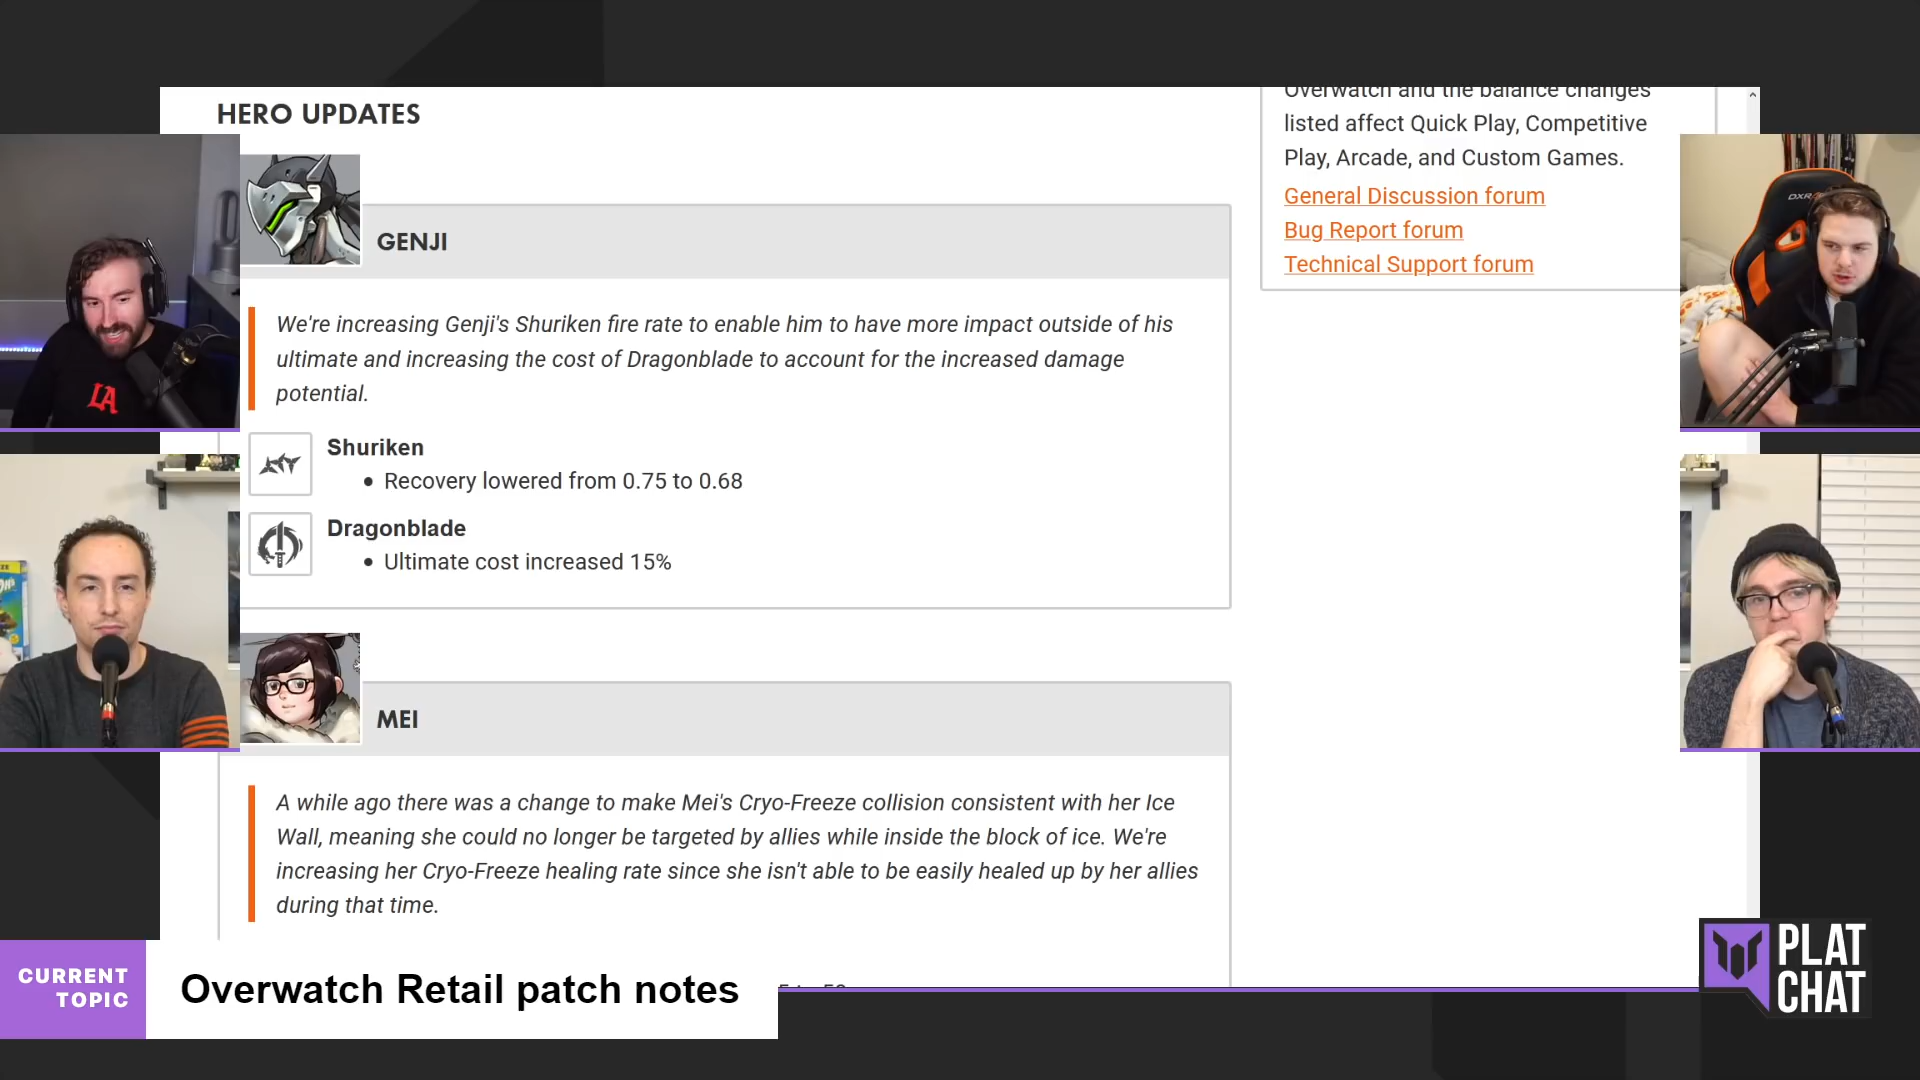 HERO UPDATES
GENJI
We're increasing Genji's Shuriken fire rate to enable him to have more impact outside of his
ultimate and increasing the cost of Dragonblade to account for the increased damage
potential.
Shuriken
• Recovery lowered from 0.75 to 0.68
Dragonblade
• Ultimate cost increased 15%
MEI
A while ago there was a change to make Mei's Cryo-Freeze collision consistent with her Ice
Wall, meaning she could no longer be targeted by allies while inside the block of ice. We're
increasing her Cryo-Freeze healing rate since she isn't able to be easily healed up by her allies
during that time.
Overwatch and the balance changes
listed affect Quick Play, Competitive
Play, Arcade, and Custom Games.
General Discussion forum
Bug Report forum
Technical Support forum
LA
DXR
CURRENT
TOPIC
Overwatch Retail patch notes
PLAT
CHAT